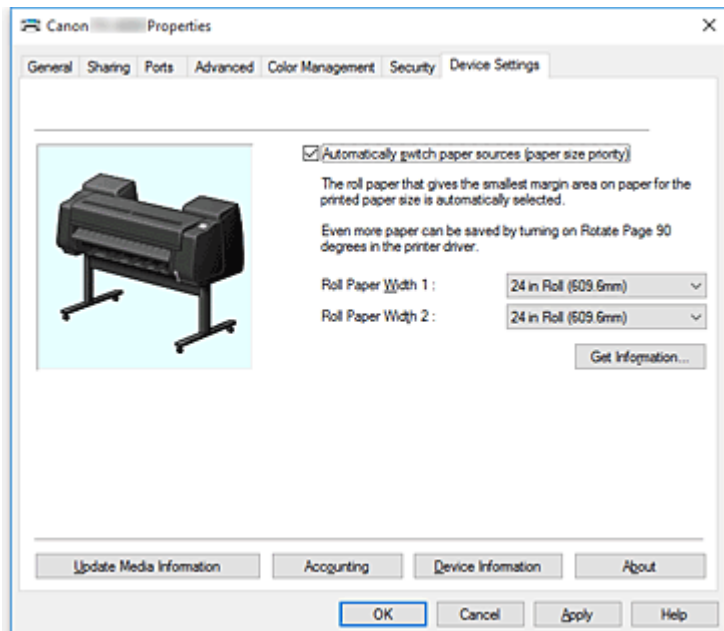 Canon Properties
General Sharing Ports Advanced Color Management Security Device Settings
Automatically switch paper sources (paper size priority)
The roll paper that gives the smallest margin area on paper for the
printed paper size is automatically selected.
Even more paper can be saved by turning on Rotate Page 90
degrees in the printer driver.
Roll Paper Width 1 : 24 in Roll (609.6mm)
Roll Paper Width 2 : 24 in Roll (609.6mm)
Get Information...
Update Media Information Accounting Device Information About
OK Cancel Apply Help